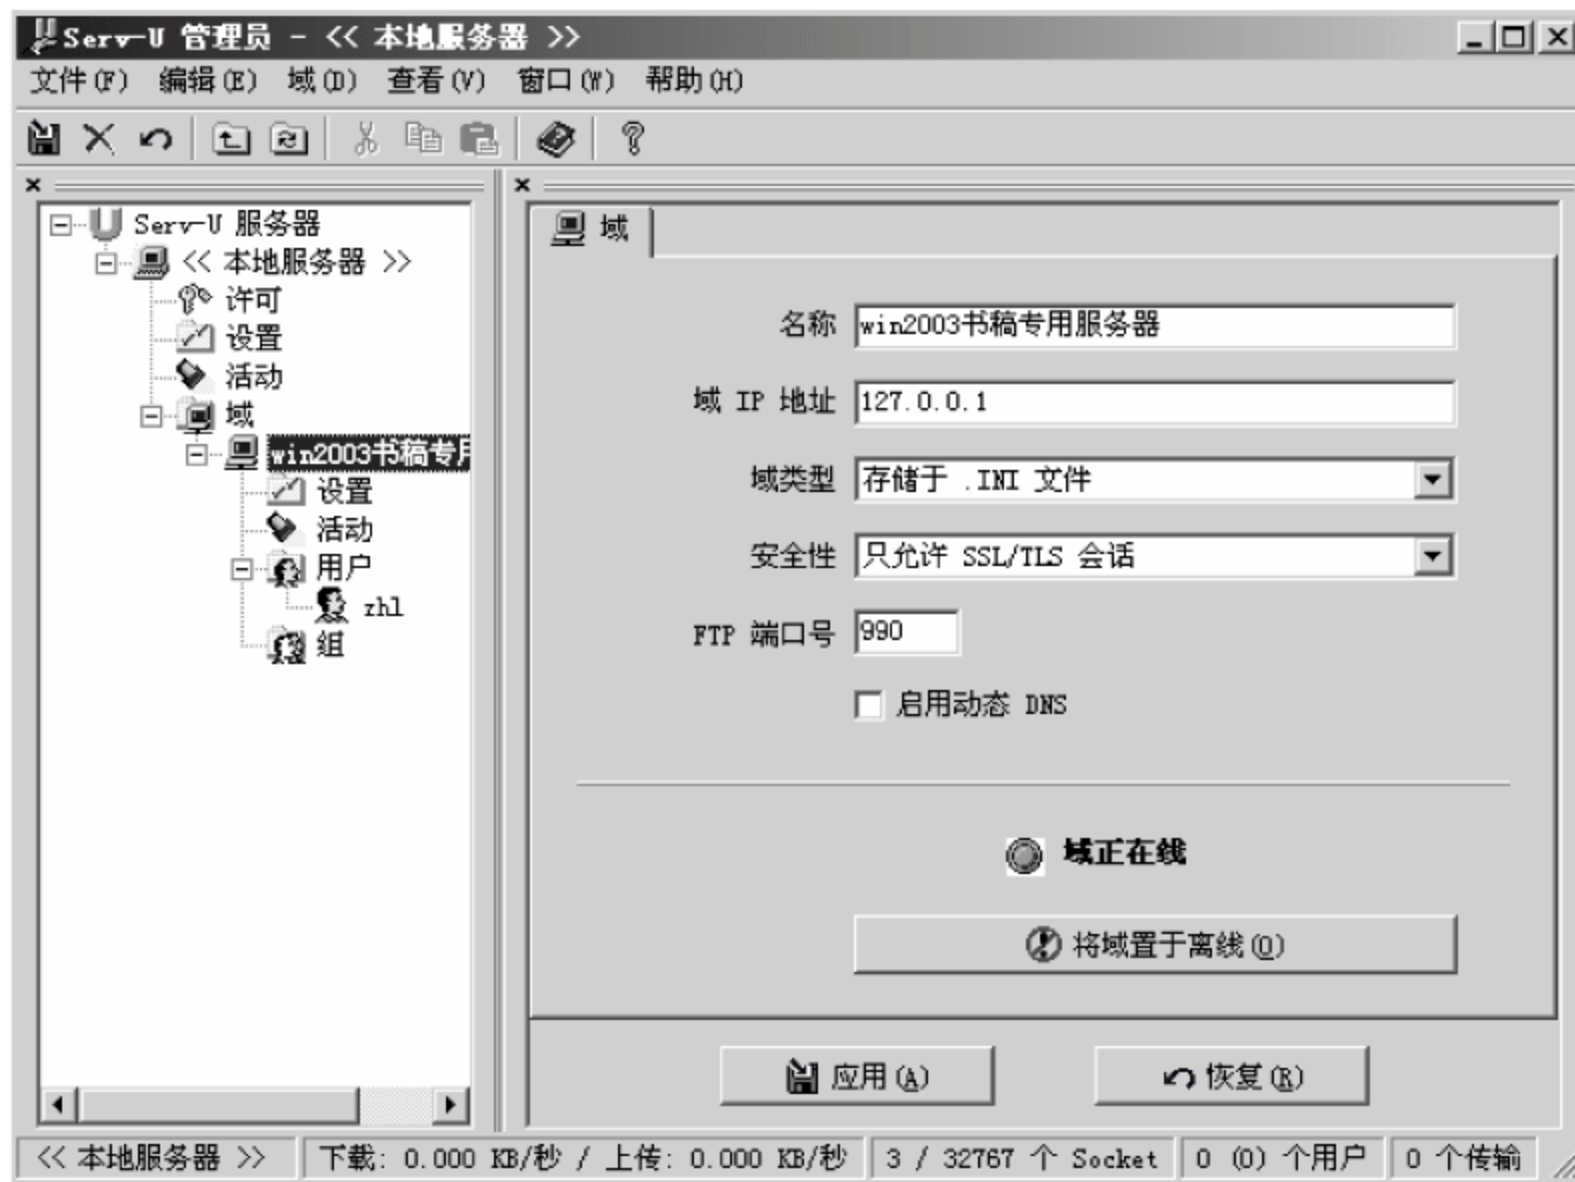 Serv-U 管理员 - << 本地服务器 >>
文件(F) 编辑(E) 域(D) 查看(V) 窗口(W) 帮助(H)
Serv-U 服务器
<< 本地服务器 >>
许可
设置
活动
域
win2003书稿专用
设置
活动
用户
zhl
组
域
名称 win2003书稿专用服务器
域 IP 地址 127.0.0.1
域类型 存储于 .INI 文件
安全性 只允许 SSL/TLS 会话
FTP 端口号 990
启用动态 DNS
域正在线
将域置于离线(O)
应用(A) 恢复(R)
<< 本地服务器 >> 下载: 0.000 KB/秒 / 上传: 0.000 KB/秒 3 / 32767 个 Socket 0 (0) 个用户 0 个传输